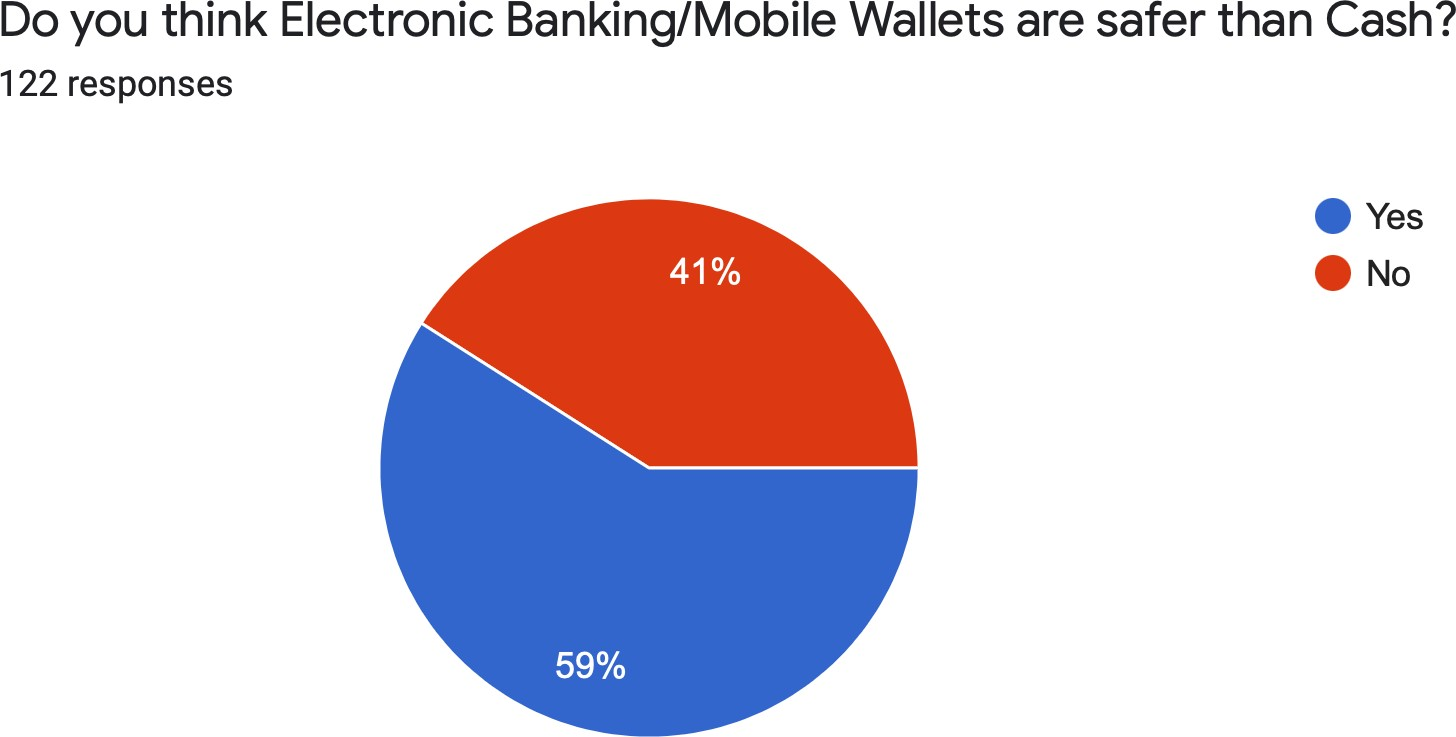 Do you think Electronic Banking/Mobile Wallets are safer than Cash?
122 responses
Yes
No
41%
59%